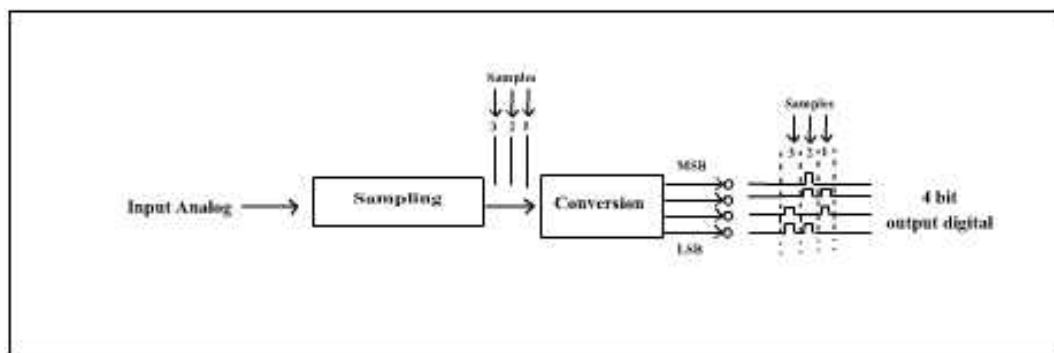 Samples
3 2 1
Samples
3 2 1
MSB
Input Analog
Sampling
Conversion
4 bit
output digital
LSB